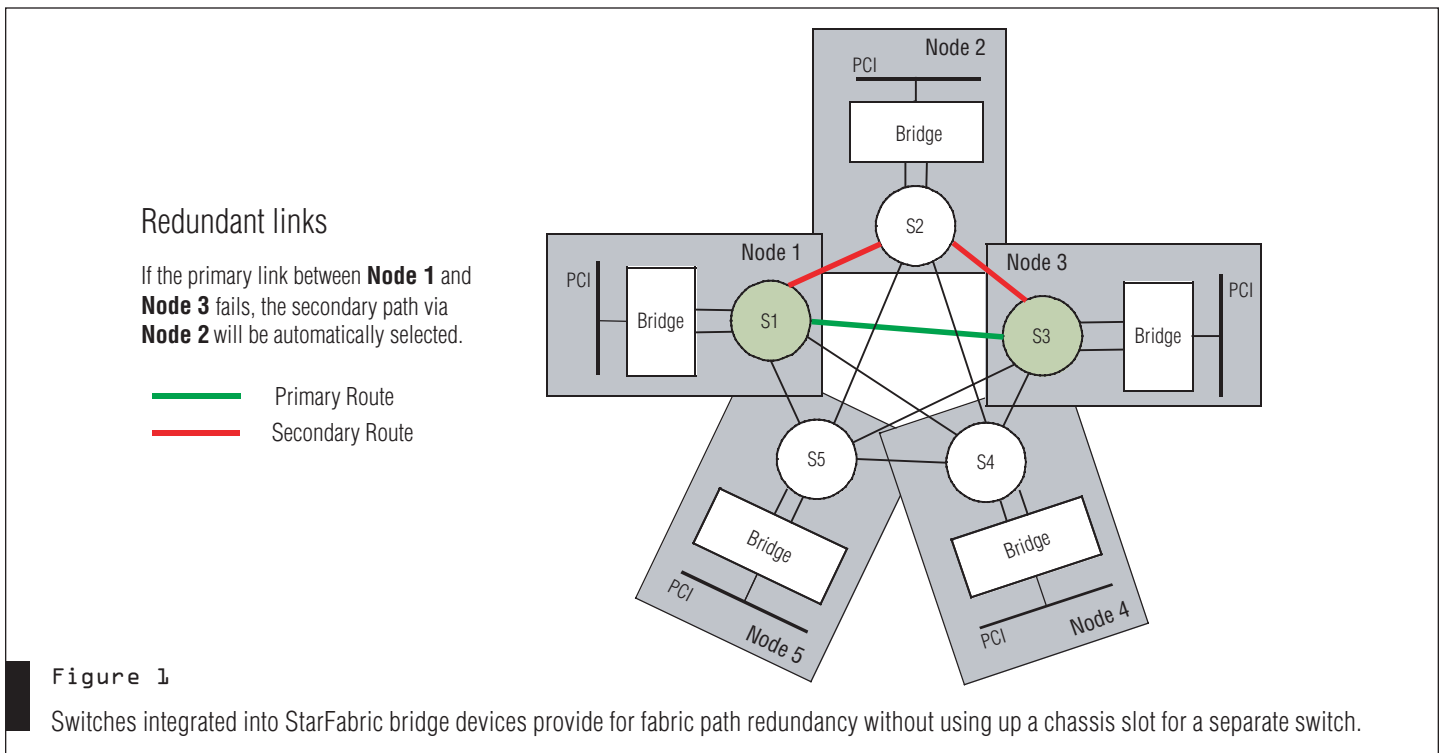 Node 2
PCI
Bridge
S2
Redundant links
If the primary link between Node 1 and
Node 3 fails, the secondary path via
Node 2 will be automatically selected.
Primary Route
Secondary Route
Node 1
PCI
Bridge
S1
Node 3
PCI
Bridge
S3
S5
Bridge
PCI
Node 5
S4
Bridge
PCI
Node 4
Figure 1
Switches integrated into StarFabric bridge devices provide for fabric path redundancy without using up a chassis slot for a separate switch.